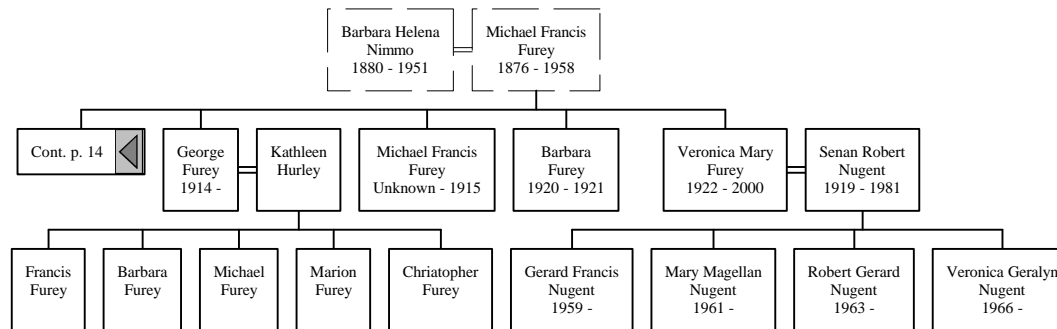 Barbara Helena
Nimmo
1880 - 1951
Michael Francis
Furey
1876 - 1958
Cont. p. 14
George
Furey
1914 -
Kathleen
Hurley
Michael Francis
Furey
Unknown - 1915
Barbara
Furey
1920 - 1921
Veronica Mary
Furey
1922 - 2000
Senan Robert
Nugent
1919 - 1981
Francis
Furey
Barbara
Furey
Michael
Furey
Marion
Furey
Chriatopher
Furey
Gerard Francis
Nugent
1959 -
Mary Magellan
Nugent
1961 -
Robert Gerard
Nugent
1963 -
Veronica Geralyn
Nugent
1966 -